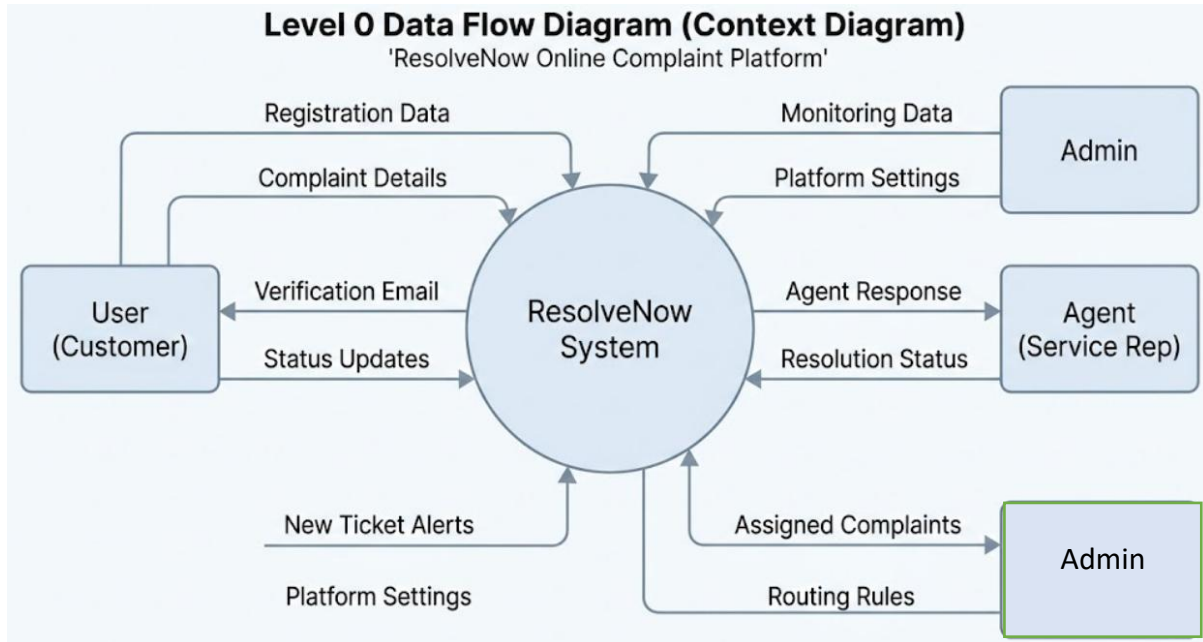 Level 0 Data Flow Diagram (Context Diagram)
'ResolveNow Online Complaint Platform'
Registration Data
Complaint Details
Monitoring Data
Platform Settings
Admin
User
(Customer)
Verification Email
Status Updates
ResolveNow
System
Agent Response
Resolution Status
Agent
(Service Rep)
New Ticket Alerts
Platform Settings
Assigned Complaints
Routing Rules
Admin